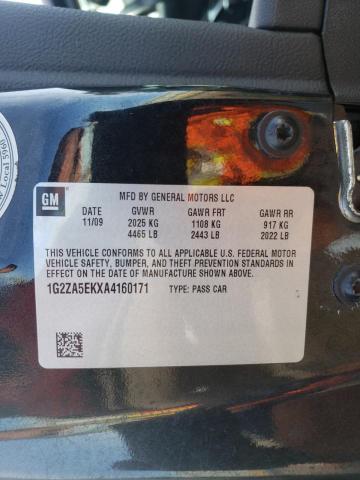 GM
MFD BY GENERAL MOTORS LLC
DATE GVWR GAWR FRT GAWR RR
11/09 2025 KG 1108 KG 917 KG
4465 LB 2443 LB 2022 LB
THIS VEHICLE CONFORMS TO ALL APPLICABLE U.S. FEDERAL MOTOR
VEHICLE SAFETY, BUMPER, AND THEFT PREVENTION STANDARDS IN
EFFECT ON THE DATE OF MANUFACTURE SHOWN ABOVE.
1G2ZA5EKXA4160171 TYPE: PASS CAR
Local 5960